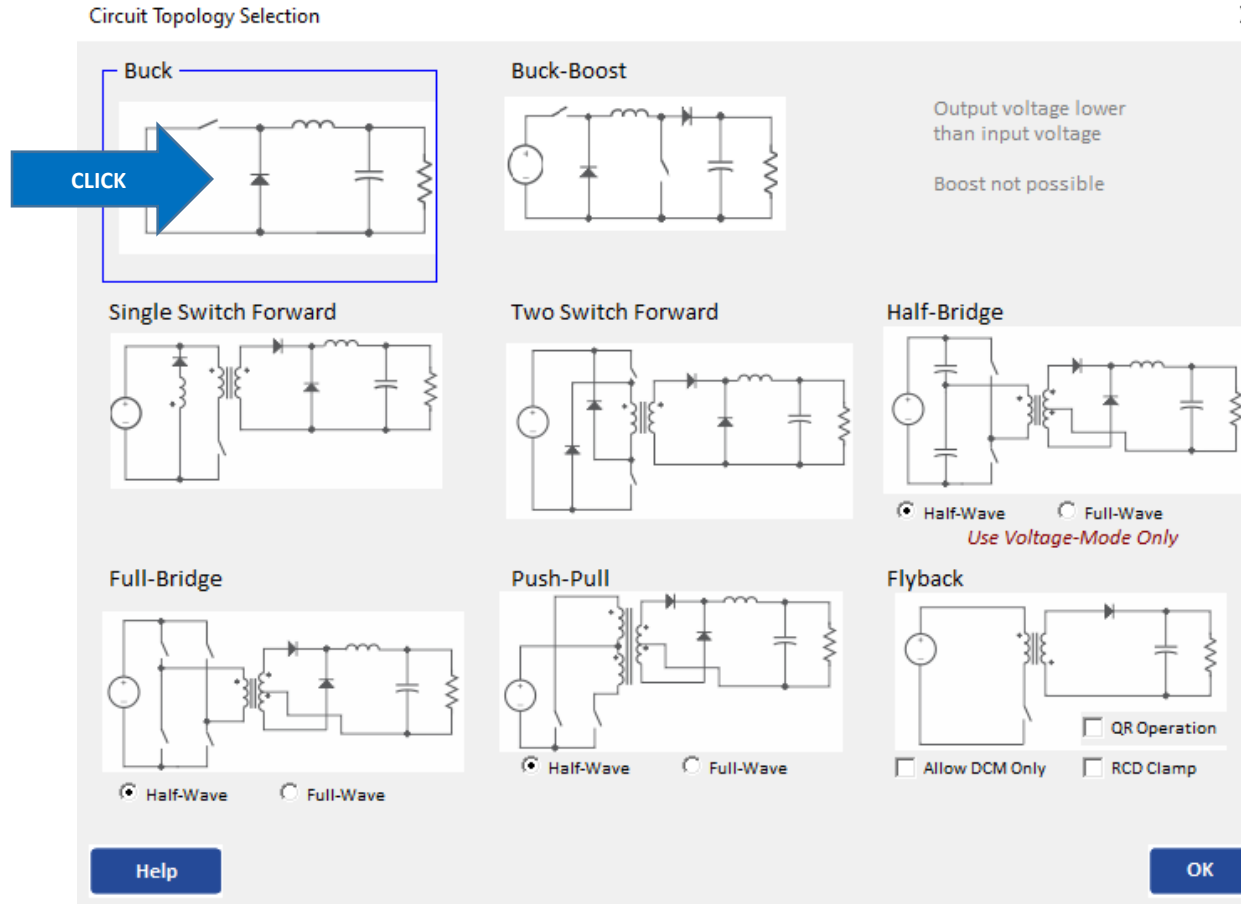 Circuit Topology Selection
Buck
Buck-Boost
Output voltage lower
than input voltage
Boost not possible
CLICK
Single Switch Forward
Two Switch Forward
Half-Bridge
Half-Wave
Full-Wave
Use Voltage-Mode Only
Full-Bridge
Push-Pull
Flyback
QR Operation
Half-Wave
Full-Wave
Allow DCM Only
RCD Clamp
Half-Wave
Full-Wave
Help
OK